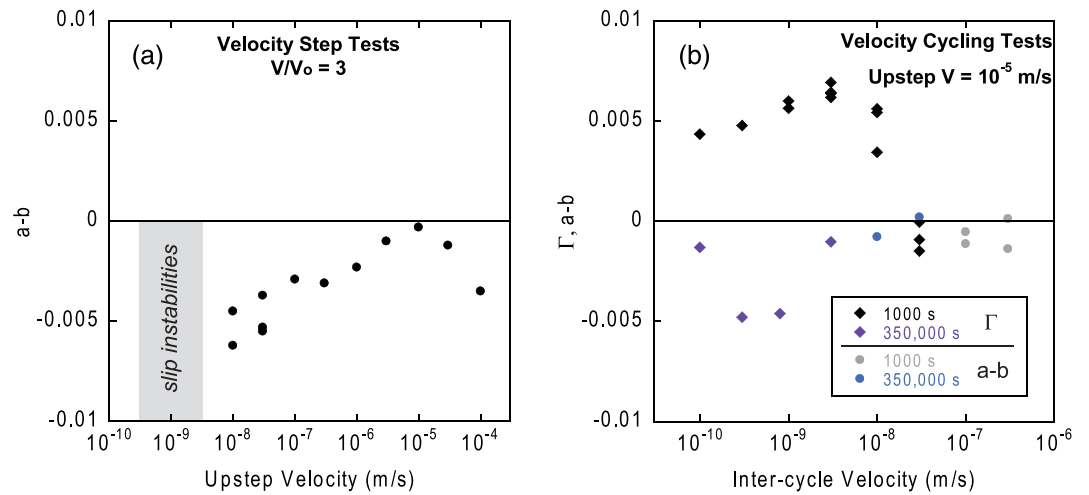 (a)
Velocity Step Tests
V/Vo = 3
0.01
0.005
0
-0.005
-0.01
a-b
slip instabilities
10-10
10-9
10-8
10-7
10-6
10-5
10-4
Upstep Velocity (m/s)
(b)
Velocity Cycling Tests
Upstep V = 10-5 m/s
0.01
0.005
0
-0.005
-0.01
Γ, a-b
1000 s
350,000 s
Γ
1000 s
350,000 s
a-b
10-10
10-9
10-8
10-7
10-6
Inter-cycle Velocity (m/s)